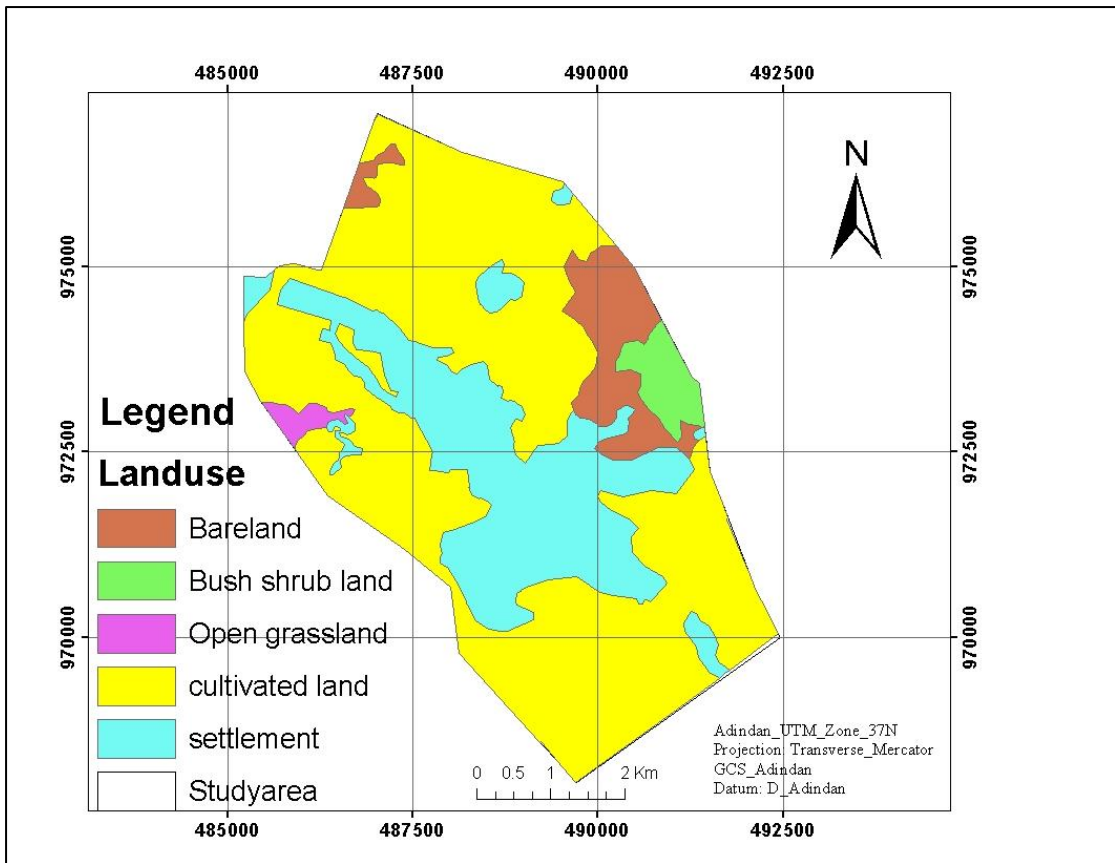 485000 487500 490000 492500
N
975000 975000
Legend
972500 972500
Landuse
Bareland
Bush shrub land
Open grassland
970000 970000
cultivated land
settlement
Adindan_UTM_Zone_37N
Projection: Transverse_Mercator
GCS_Adindan
Datum: D_Adindan
0 0.5 1 2 Km
Studyarea
485000 487500 490000 492500